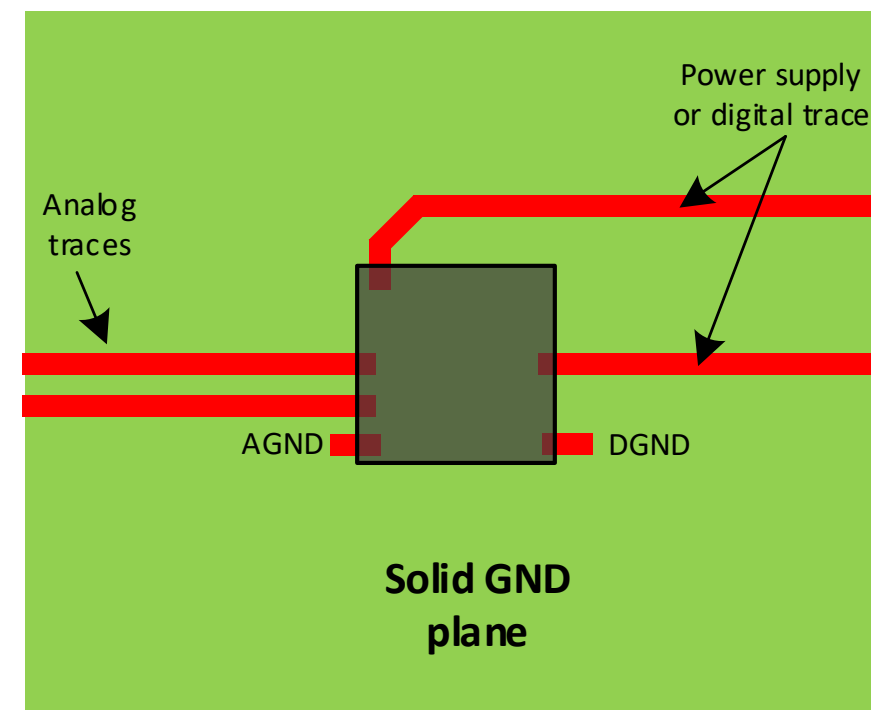 Power supply
or digital trace
Analog
traces
AGND
DGND
Solid GND
plane